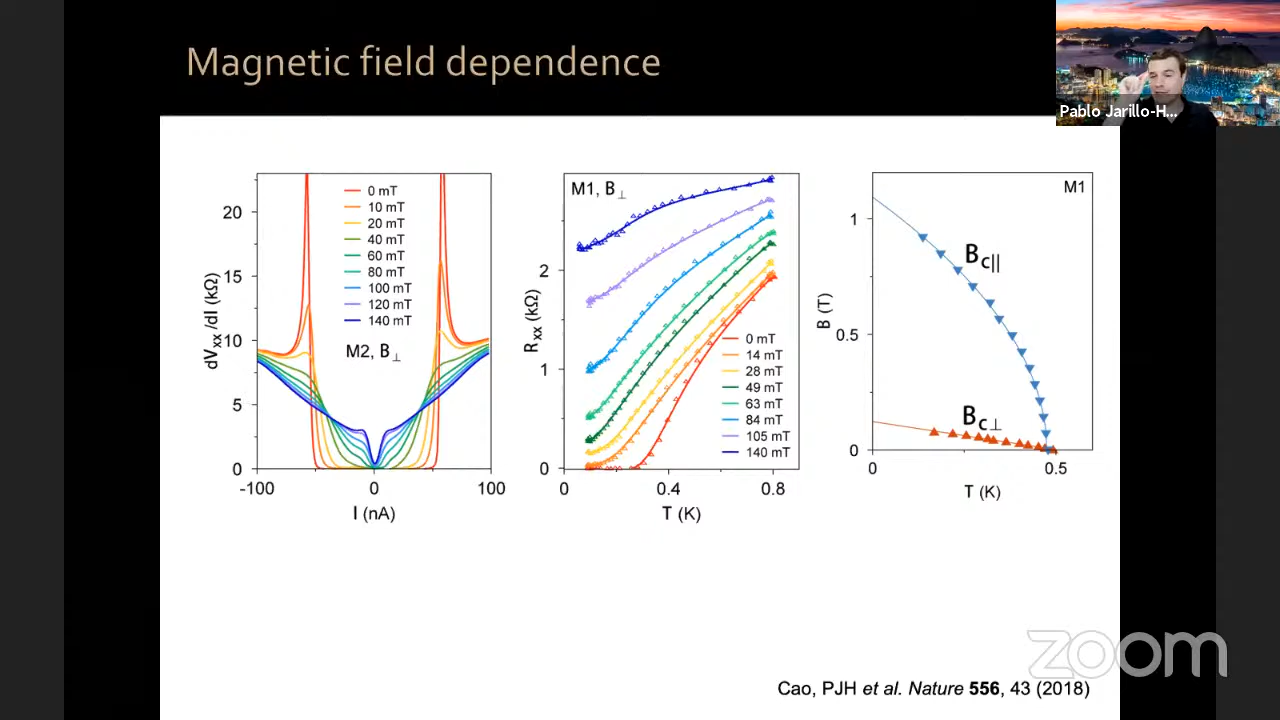 Magnetic field dependence
Pablo Jarillo-H...
20
15
10
5
0
dVxx/dI (kΩ)
0 mT
10 mT
20 mT
40 mT
60 mT
80 mT
100 mT
120 mT
140 mT
M2, B⊥
-100 0 100
I (nA)
M1, B⊥
2
1
0
Rxx (kΩ)
0 mT
14 mT
28 mT
49 mT
63 mT
84 mT
105 mT
140 mT
0 0.4 0.8
T (K)
M1
1
0.5
0
B (T)
Bc||
Bc⊥
0 0.5
T (K)
zoom
Cao, PJH et al. Nature 556, 43 (2018)